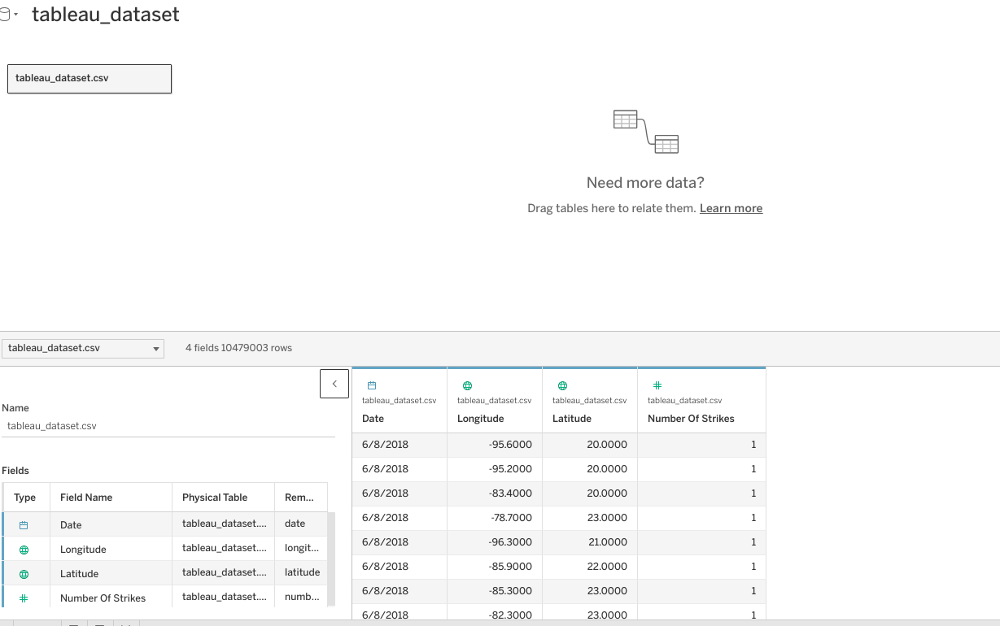 tableau_dataset
tableau_dataset.csv
Need more data?
Drag tables here to relate them. Learn more
tableau_dataset.csv 4 fields 10479003 rows
Name
tableau_dataset.csv
Fields
Type Field Name Physical Table Rem...
Date tableau_dataset.... date
Longitude tableau_dataset.... longit...
Latitude tableau_dataset.... latitude
Number Of Strikes tableau_dataset.... numb...
tableau_dataset.csv tableau_dataset.csv tableau_dataset.csv tableau_dataset.csv
Date Longitude Latitude Number Of Strikes
6/8/2018 -95.6000 20.0000 1
6/8/2018 -95.2000 20.0000 1
6/8/2018 -83.4000 20.0000 1
6/8/2018 -78.7000 23.0000 1
6/8/2018 -96.3000 21.0000 1
6/8/2018 -85.9000 22.0000 1
6/8/2018 -85.3000 23.0000 1
6/8/2018 -82.3000 23.0000 1